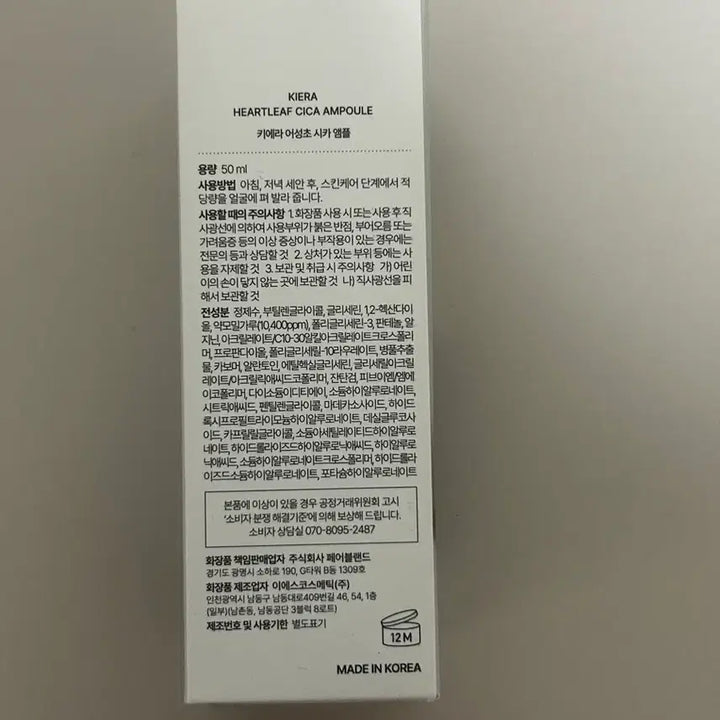 KIERA
HEARTLEAF CICA AMPOULE
키에라 어성초 시카 앰플
용량 50 ml
사용방법 아침, 저녁 세안 후, 스킨케어 단계에서 적
당량을 얼굴에 펴 발라 줍니다.
사용할 때의 주의사항 1. 화장품 사용 시 또는 사용 후 직
사광선에 의하여 사용부위가 붉은 반점, 부어오름 또는
가려움증 등의 이상 증상이나 부작용이 있는 경우에는
전문의 등과 상담할 것 2. 상처가 있는 부위 등에는 사
용을 자제할 것 3. 보관 및 취급 시 주의사항 가) 어린
이의 손이 닿지 않는 곳에 보관할 것 나) 직사광선을 피
해서 보관할 것
전성분 정제수, 부틸렌글라이콜, 글리세린, 1,2-헥산다이
올, 약모밀가루(10,400ppm), 폴리글리세린-3, 판테놀, 알
지닌, 아크릴레이트/C10-30알킬아크릴레이트크로스폴리
머, 프로판다이올, 폴리글리세릴-10라우레이트, 병풀추출
물, 카보머, 알란토인, 에틸헥실글리세린, 글리세릴아크릴
레이트/아크릴릭애씨드코폴리머, 잔탄검, 피브이엠/엠에
이코폴리머, 다이소듐이디티에이, 소듐하이알루로네이트,
시트릭애씨드, 펜틸렌글라이콜, 마데카소사이드, 하이드
록시프로필트라이모늄하이알루로네이트, 데실글루코사
이드, 카프릴릴글라이콜, 소듐아세틸레이티드하이알루로
네이트, 하이드롤라이즈드하이알루로닉애씨드, 하이알루로
닉애씨드, 소듐하이알루로네이트크로스폴리머, 하이드롤라
이즈드소듐하이알루로네이트, 포타슘하이알루로네이트
본품에 이상이 있을 경우 공정거래위원회 고시
'소비자 분쟁 해결기준'에 의해 보상해 드립니다.
소비자 상담실 070-8095-2487
화장품 책임판매업자 주식회사 페어블랜드
경기도 광명시 소하로 190, G타워 B동 1309호
화장품 제조업자 이에스코스메틱(주)
인천광역시 남동구 남동대로409번길 46, 54, 1층
(일부)(남촌동, 남동공단 3블럭 8로트)
제조번호 및 사용기한 별도표기
12 M
MADE IN KOREA